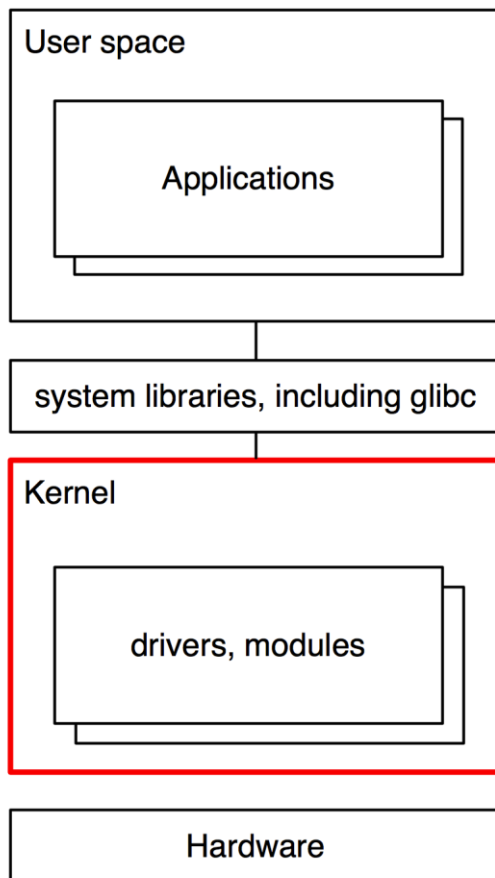 User space
Applications
system libraries, including glibc
Kernel
drivers, modules
Hardware